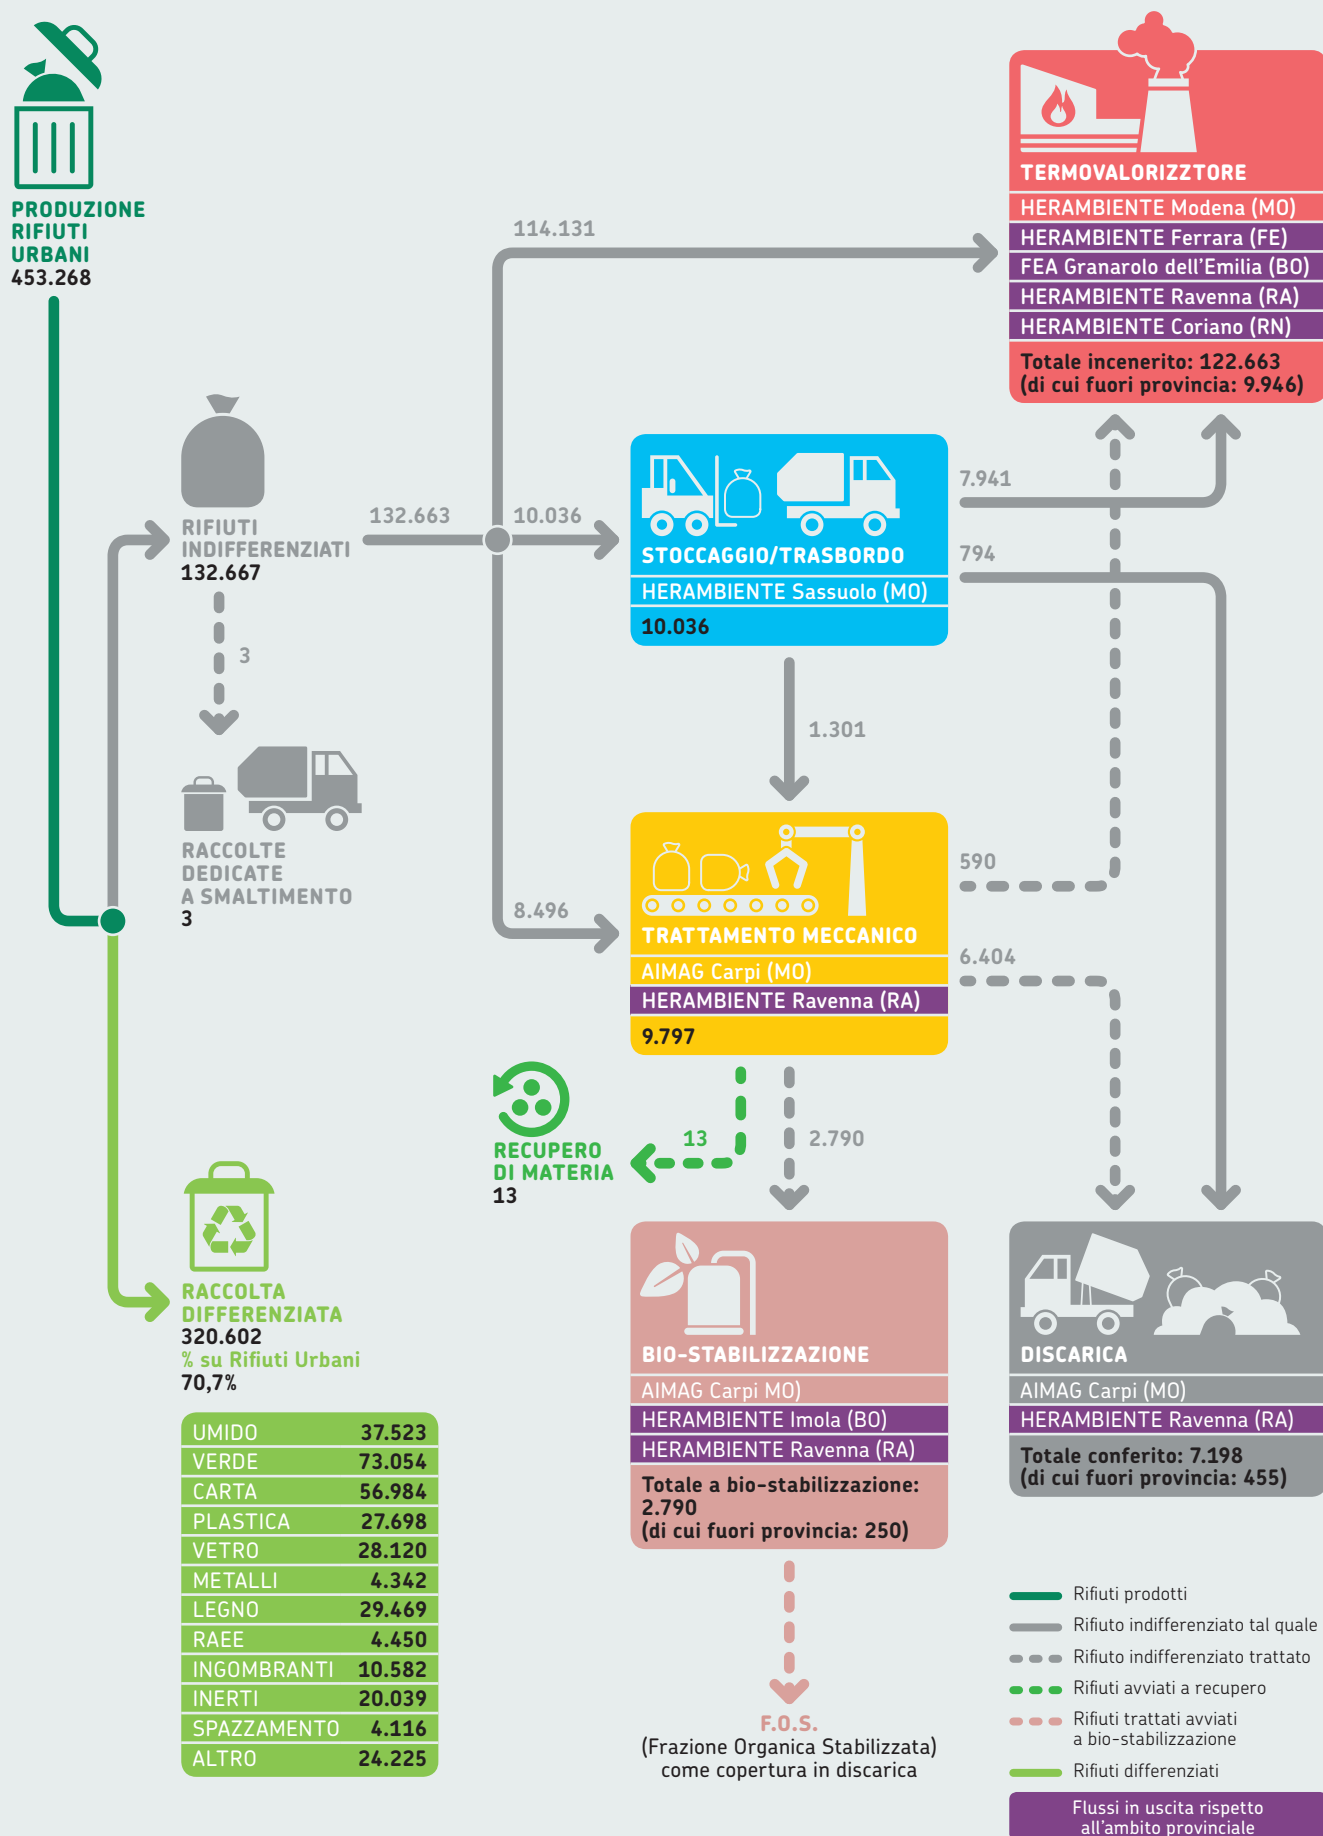 PRODUZIONE
RIFIUTI
URBANI
453.268
RIFIUTI
INDIFFERENZIATI
132.667
3
RACCOLTE
DEDICATE
A SMALTIMENTO
3
RACCOLTA
DIFFERENZIATA
320.602
% su Rifiuti Urbani
70,7%
UMIDO 37.523
VERDE 73.054
CARTA 56.984
PLASTICA 27.698
VETRO 28.120
METALLI 4.342
LEGNO 29.469
RAEE 4.450
INGOMBRANTI 10.582
INERTI 20.039
SPAZZAMENTO 4.116
ALTRO 24.225
132.663
114.131
10.036
8.496
TERMOVALORIZZTORE
HERAMBIENTE Modena (MO)
HERAMBIENTE Ferrara (FE)
FEA Granarolo dell'Emilia (BO)
HERAMBIENTE Ravenna (RA)
HERAMBIENTE Coriano (RN)
Totale incenerito: 122.663
(di cui fuori provincia: 9.946)
STOCCAGGIO/TRASBORDO
HERAMBIENTE Sassuolo (MO)
10.036
7.941
794
1.301
TRATTAMENTO MECCANICO
AIMAG Carpi (MO)
HERAMBIENTE Ravenna (RA)
9.797
590
6.404
RECUPERO
DI MATERIA
13
13
2.790
BIO-STABILIZZAZIONE
AIMAG Carpi MO)
HERAMBIENTE Imola (BO)
HERAMBIENTE Ravenna (RA)
Totale a bio-stabilizzazione:
2.790
(di cui fuori provincia: 250)
F.O.S.
(Frazione Organica Stabilizzata)
come copertura in discarica
DISCARICA
AIMAG Carpi (MO)
HERAMBIENTE Ravenna (RA)
Totale conferito: 7.198
(di cui fuori provincia: 455)
Rifiuti prodotti
Rifiuto indifferenziato tal quale
Rifiuto indifferenziato trattato
Rifiuti avviati a recupero
Rifiuti trattati avviati
a bio-stabilizzazione
Rifiuti differenziati
Flussi in uscita rispetto
all'ambito provinciale